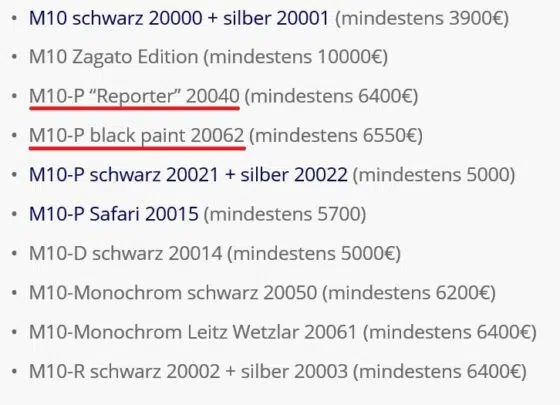 • M10 schwarz 20000 + silber 20001 (mindestens 3900€)
• M10 Zagato Edition (mindestens 10000€)
• M10-P “Reporter” 20040 (mindestens 6400€)
• M10-P black paint 20062 (mindestens 6550€)
• M10-P schwarz 20021 + silber 20022 (mindestens 5000)
• M10-P Safari 20015 (mindestens 5700)
• M10-D schwarz 20014 (mindestens 5000€)
• M10-Monochrom schwarz 20050 (mindestens 6200€)
• M10-Monochrom Leitz Wetzlar 20061 (mindestens 6400€)
• M10-R schwarz 20002 + silber 20003 (mindestens 6400€)